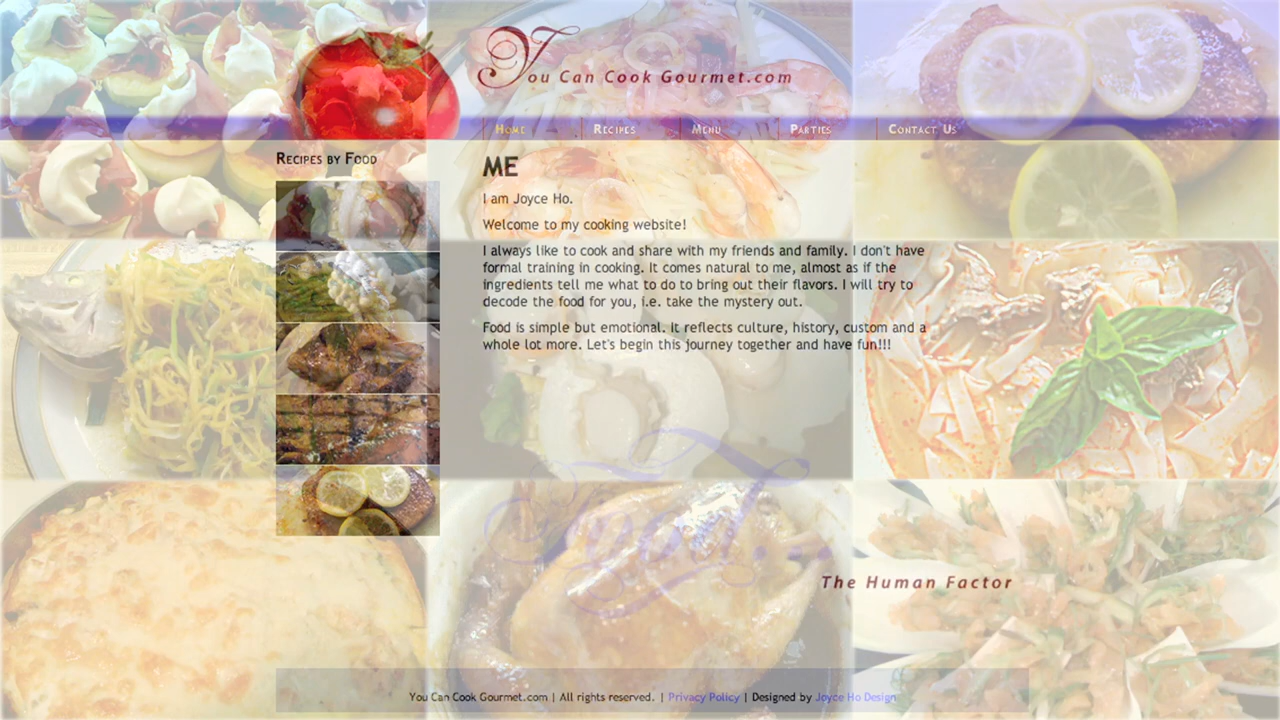 You Can Cook Gourmet.com
Home Recipes Menu Parties Contact Us
Recipes by Food
ME
I am Joyce Ho.
Welcome to my cooking website!
I always like to cook and share with my friends and family. I don't have
formal training in cooking. It comes natural to me, almost as if the
ingredients tell me what to do to bring out their flavors. I will try to
decode the food for you, i.e. take the mystery out.
Food is simple but emotional. It reflects culture, history, custom and a
whole lot more. Let's begin this journey together and have fun!!!
Food...
The Human Factor
You Can Cook Gourmet.com | All rights reserved. | Privacy Policy | Designed by Joyce Ho Design